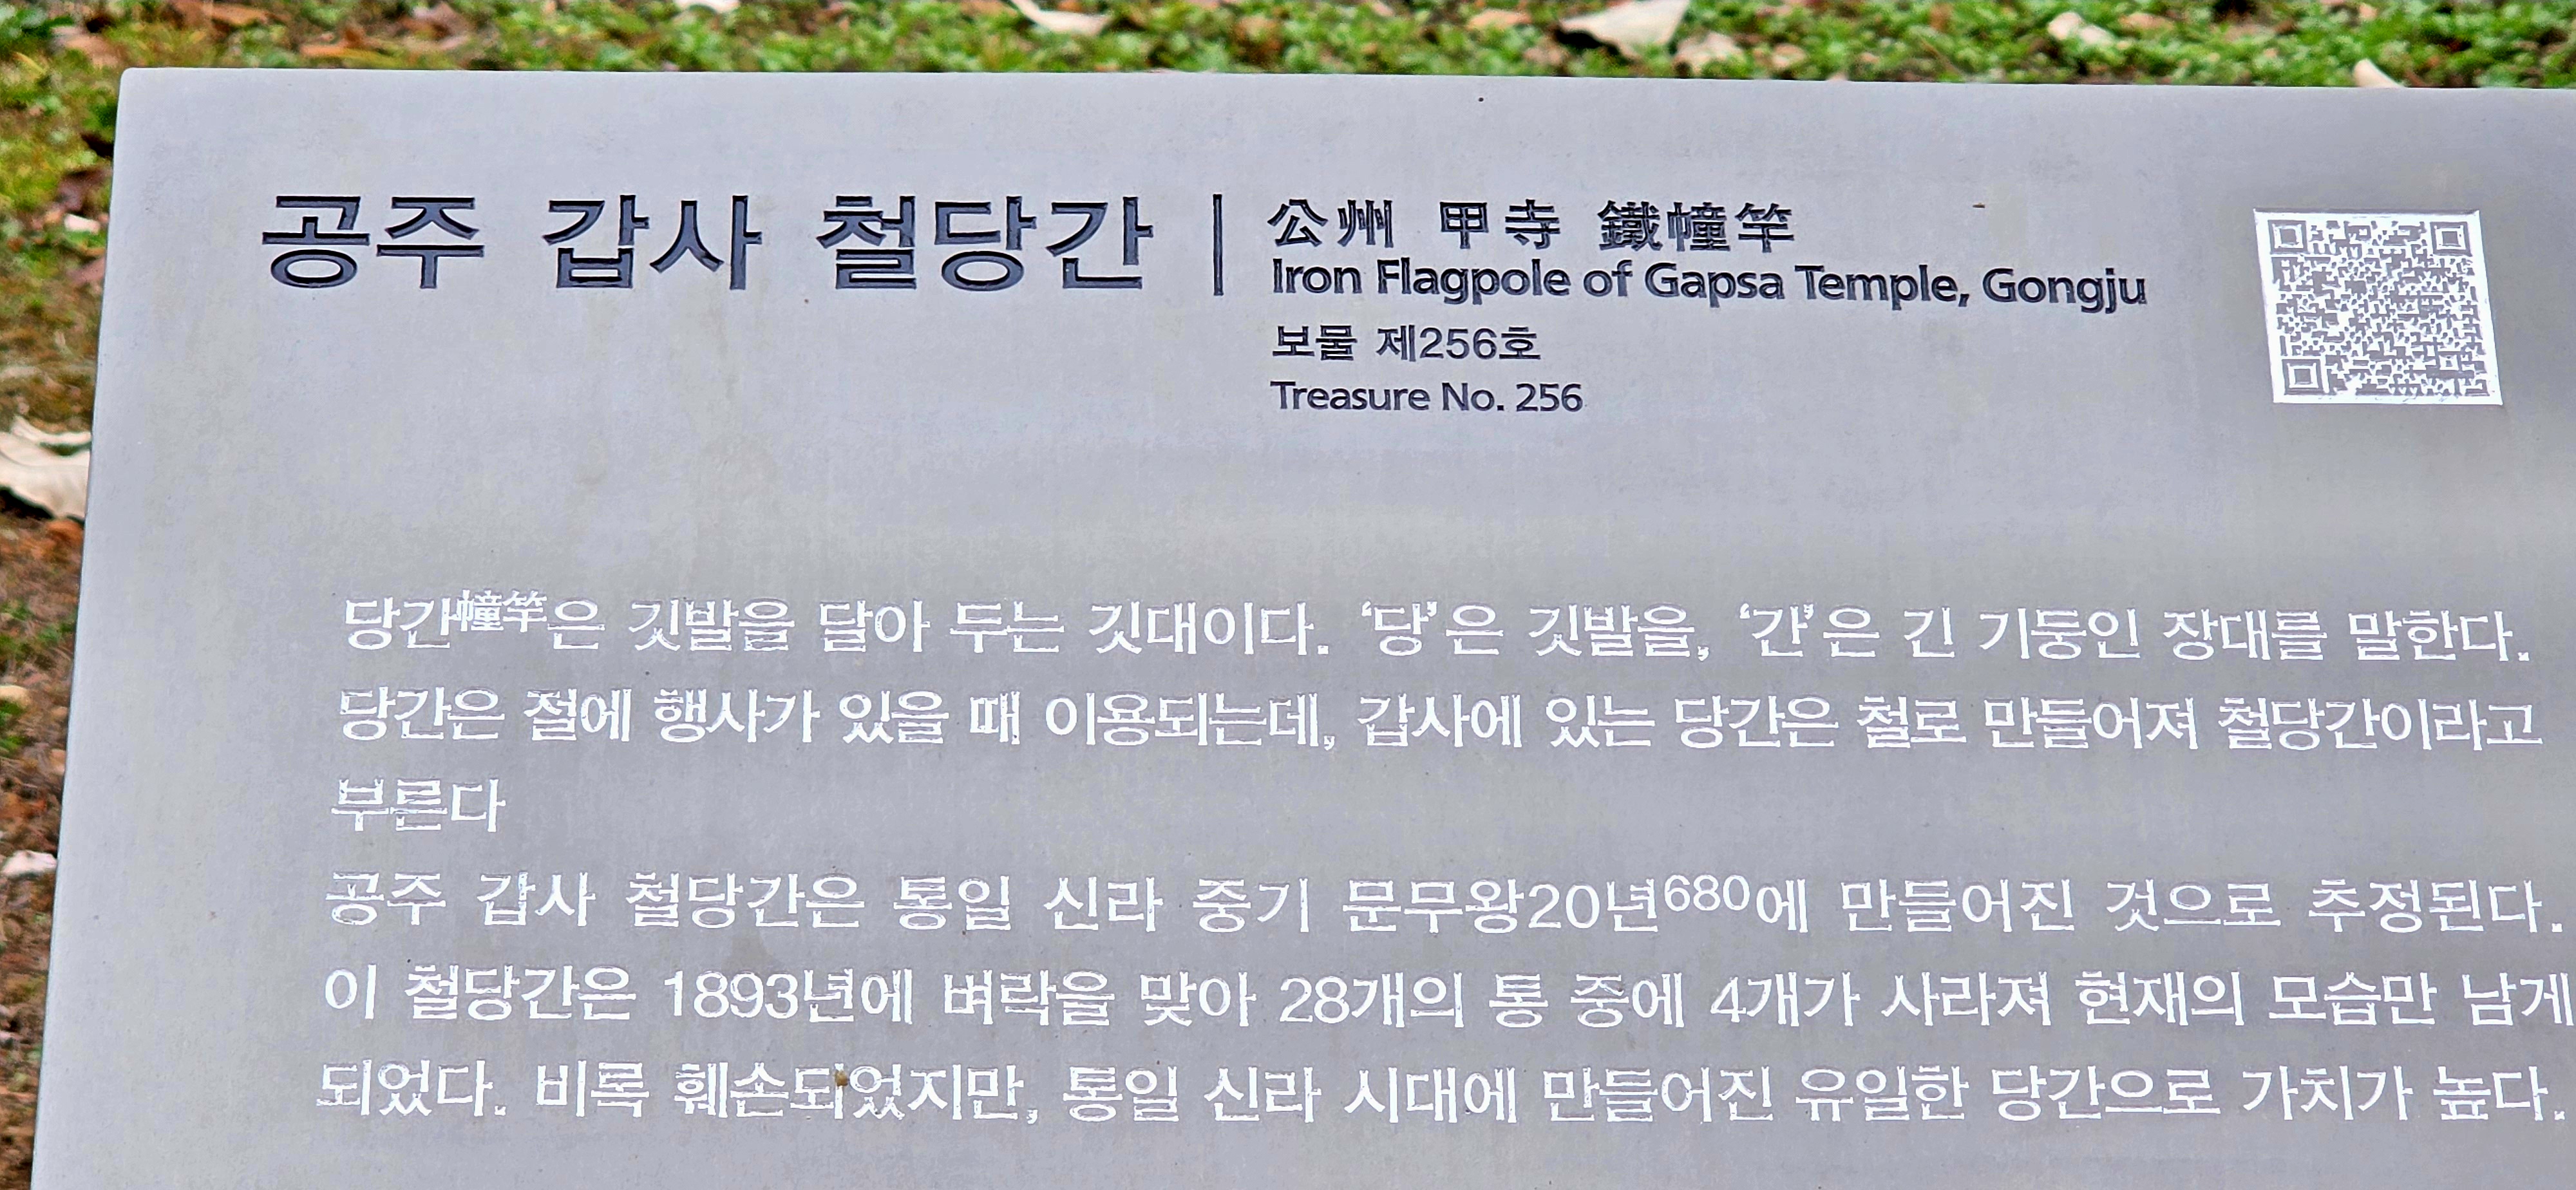 공주 갑사 철당간
公州 甲寺 鐵幢竿
Iron Flagpole of Gapsa Temple, Gongju
보물 제256호
Treasure No. 256
당간幢竿은 깃발을 달아 두는 깃대이다. ‘당’은 깃발을, ‘간’은 긴 기둥인 장대를 말한다.
당간은 절에 행사가 있을 때 이용되는데, 갑사에 있는 당간은 철로 만들어져 철당간이라고
부른다
공주 갑사 철당간은 통일 신라 중기 문무왕20년680에 만들어진 것으로 추정된다.
이 철당간은 1893년에 벼락을 맞아 28개의 통 중에 4개가 사라져 현재의 모습만 남게
되었다. 비록 훼손되었지만, 통일 신라 시대에 만들어진 유일한 당간으로 가치가 높다.